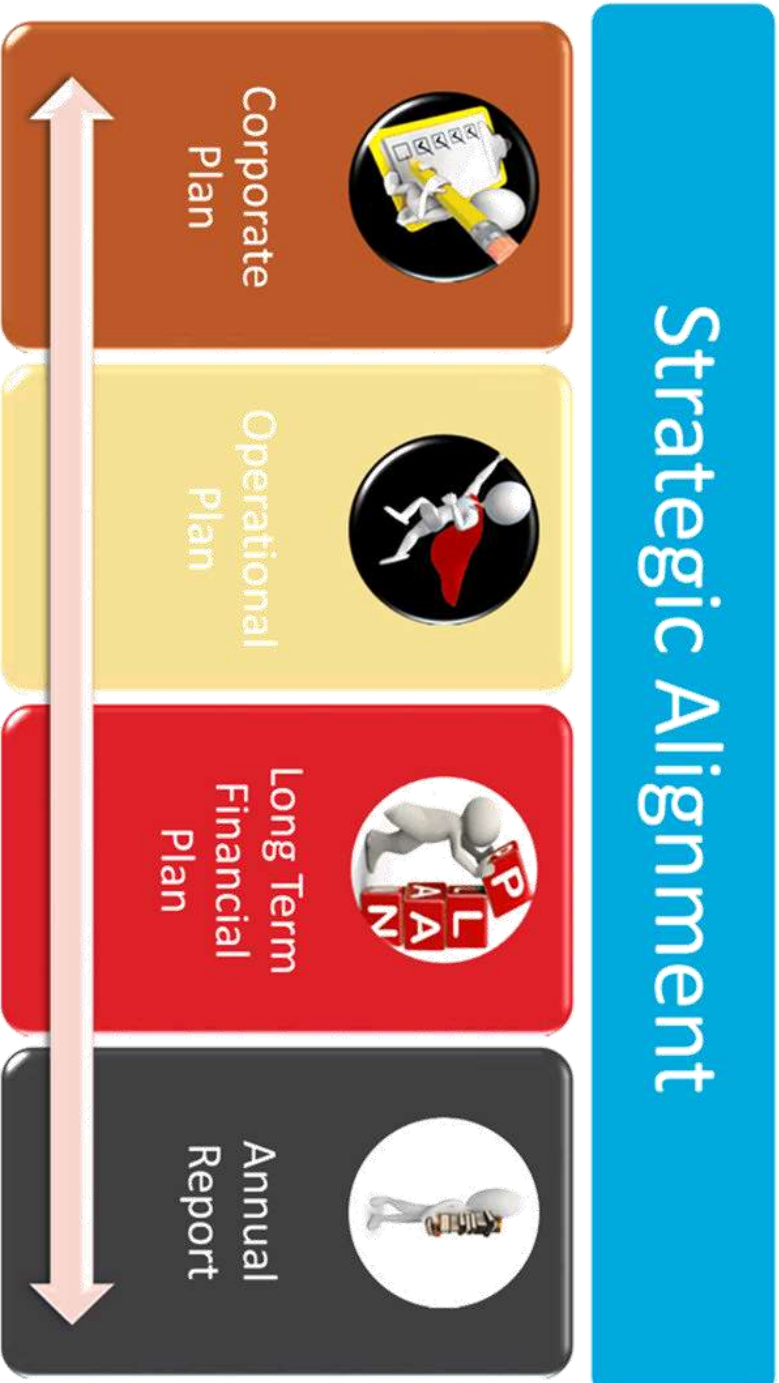 Strategic Alignment
Corporate
Plan
Operational
Plan
Long Term
Financial
Plan
P
L
A
N
Annual
Report